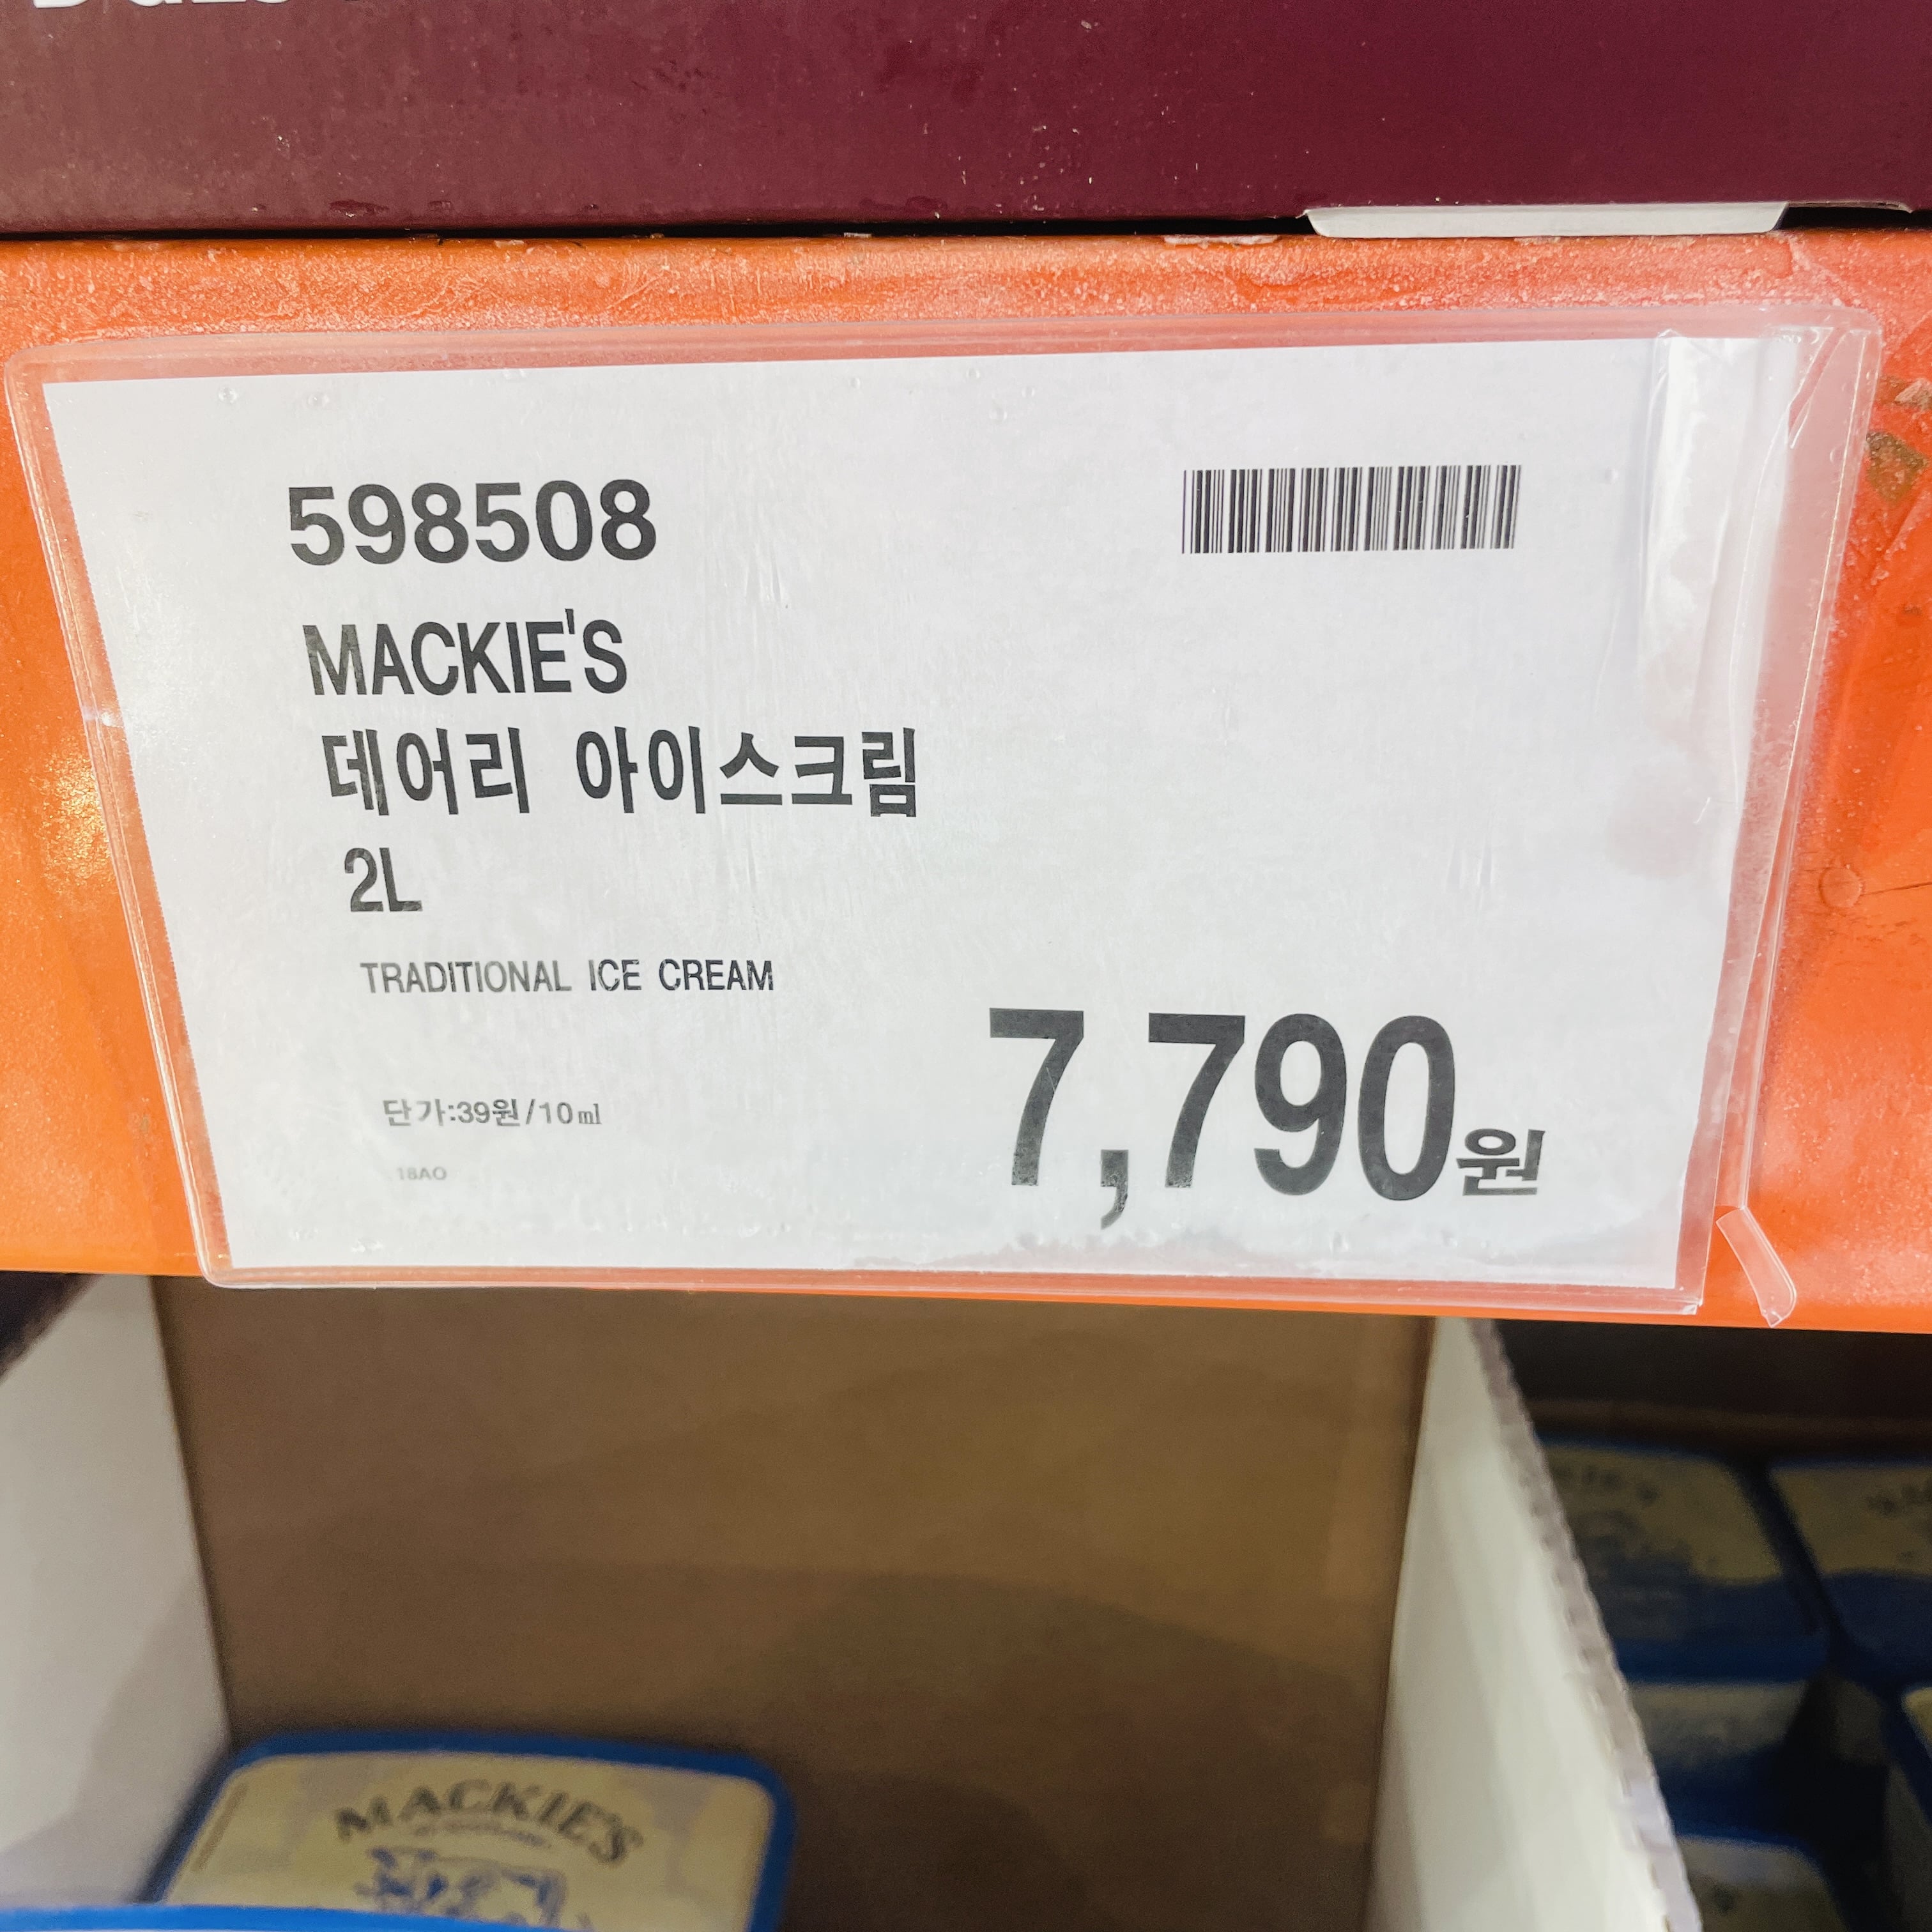 598508
MACKIE'S
데어리 아이스크림
2L
TRADITIONAL ICE CREAM
7,790원
단가:39원/10㎖
18AO
MACKIE'S